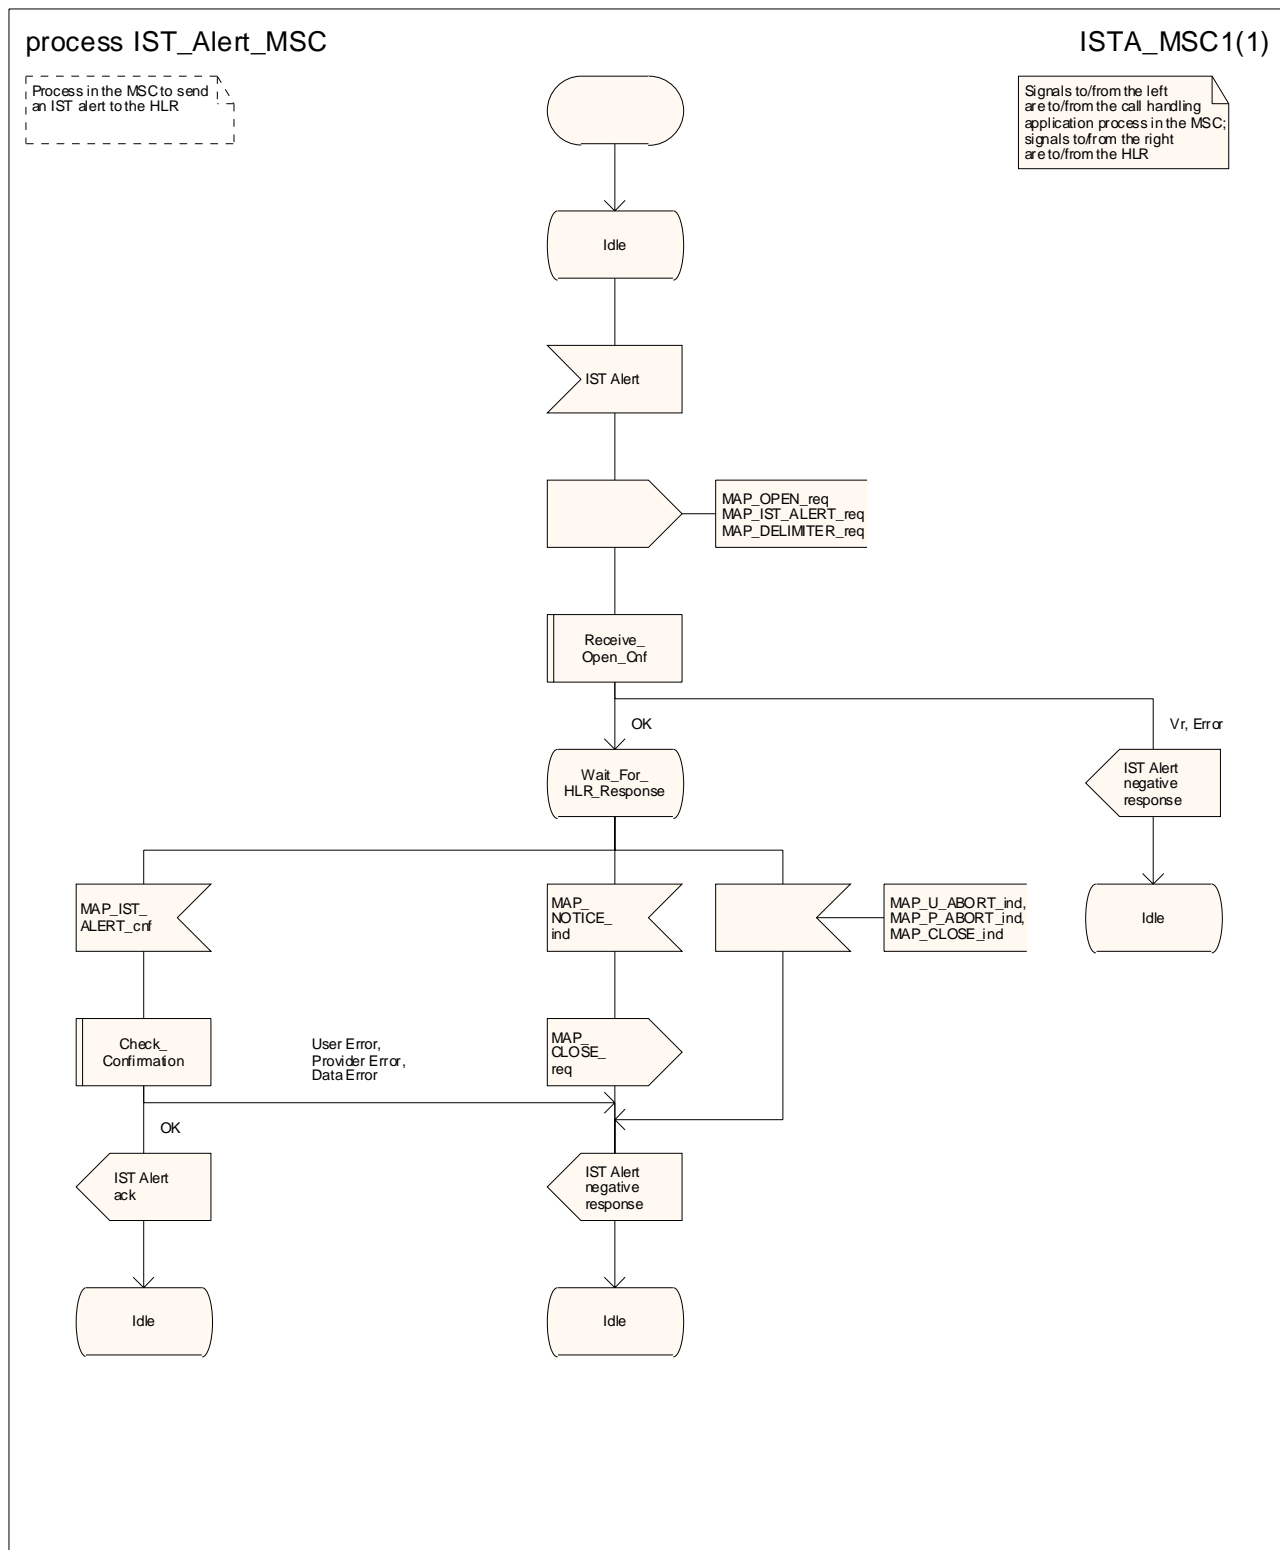 process IST_Alert_MSC
ISTA_MSC1(1)
Process in the MSC to send
an IST alert to the HLR
Signals to/from the left
are to/from the call handling
application process in the MSC;
signals to/from the right
are to/from the HLR
Idle
IST Alert
MAP_OPEN_req
MAP_IST_ALERT_req
MAP_DELIMITER_req
Receive_
Open_Cnf
OK
Vr, Error
Wait_For_
HLR_Response
IST Alert
negative
response
MAP_IST_
ALERT_cnf
MAP_
NOTICE_
ind
MAP_U_ABORT_ind,
MAP_P_ABORT_ind,
MAP_CLOSE_ind
Idle
Check_
Confirmation
User Error,
Provider Error,
Data Error
MAP_
CLOSE_
req
OK
IST Alert
ack
IST Alert
negative
response
Idle
Idle